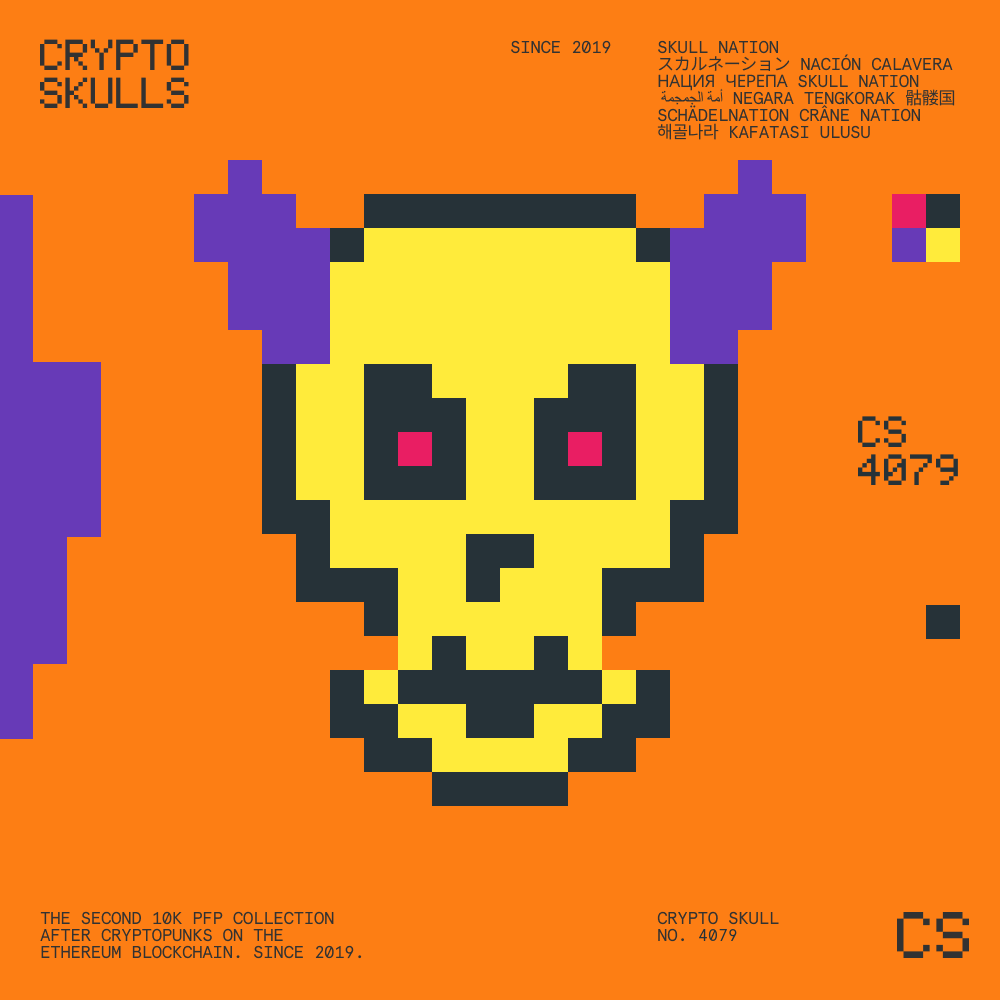 CRYPTO
SKULLS
SINCE 2019
SKULL NATION
スカルネーション NACIÓN CALAVERA
НАЦИЯ ЧЕРЕПА SKULL NATION
أمة الجمجمة NEGARA TENGKORAK 骷髅国
SCHÄDELNATION CRÂNE NATION
해골나라 KAFATASI ULUSU
CS
4079
THE SECOND 10K PFP COLLECTION
AFTER CRYPTOPUNKS ON THE
ETHEREUM BLOCKCHAIN. SINCE 2019.
CRYPTO SKULL
NO. 4079
CS